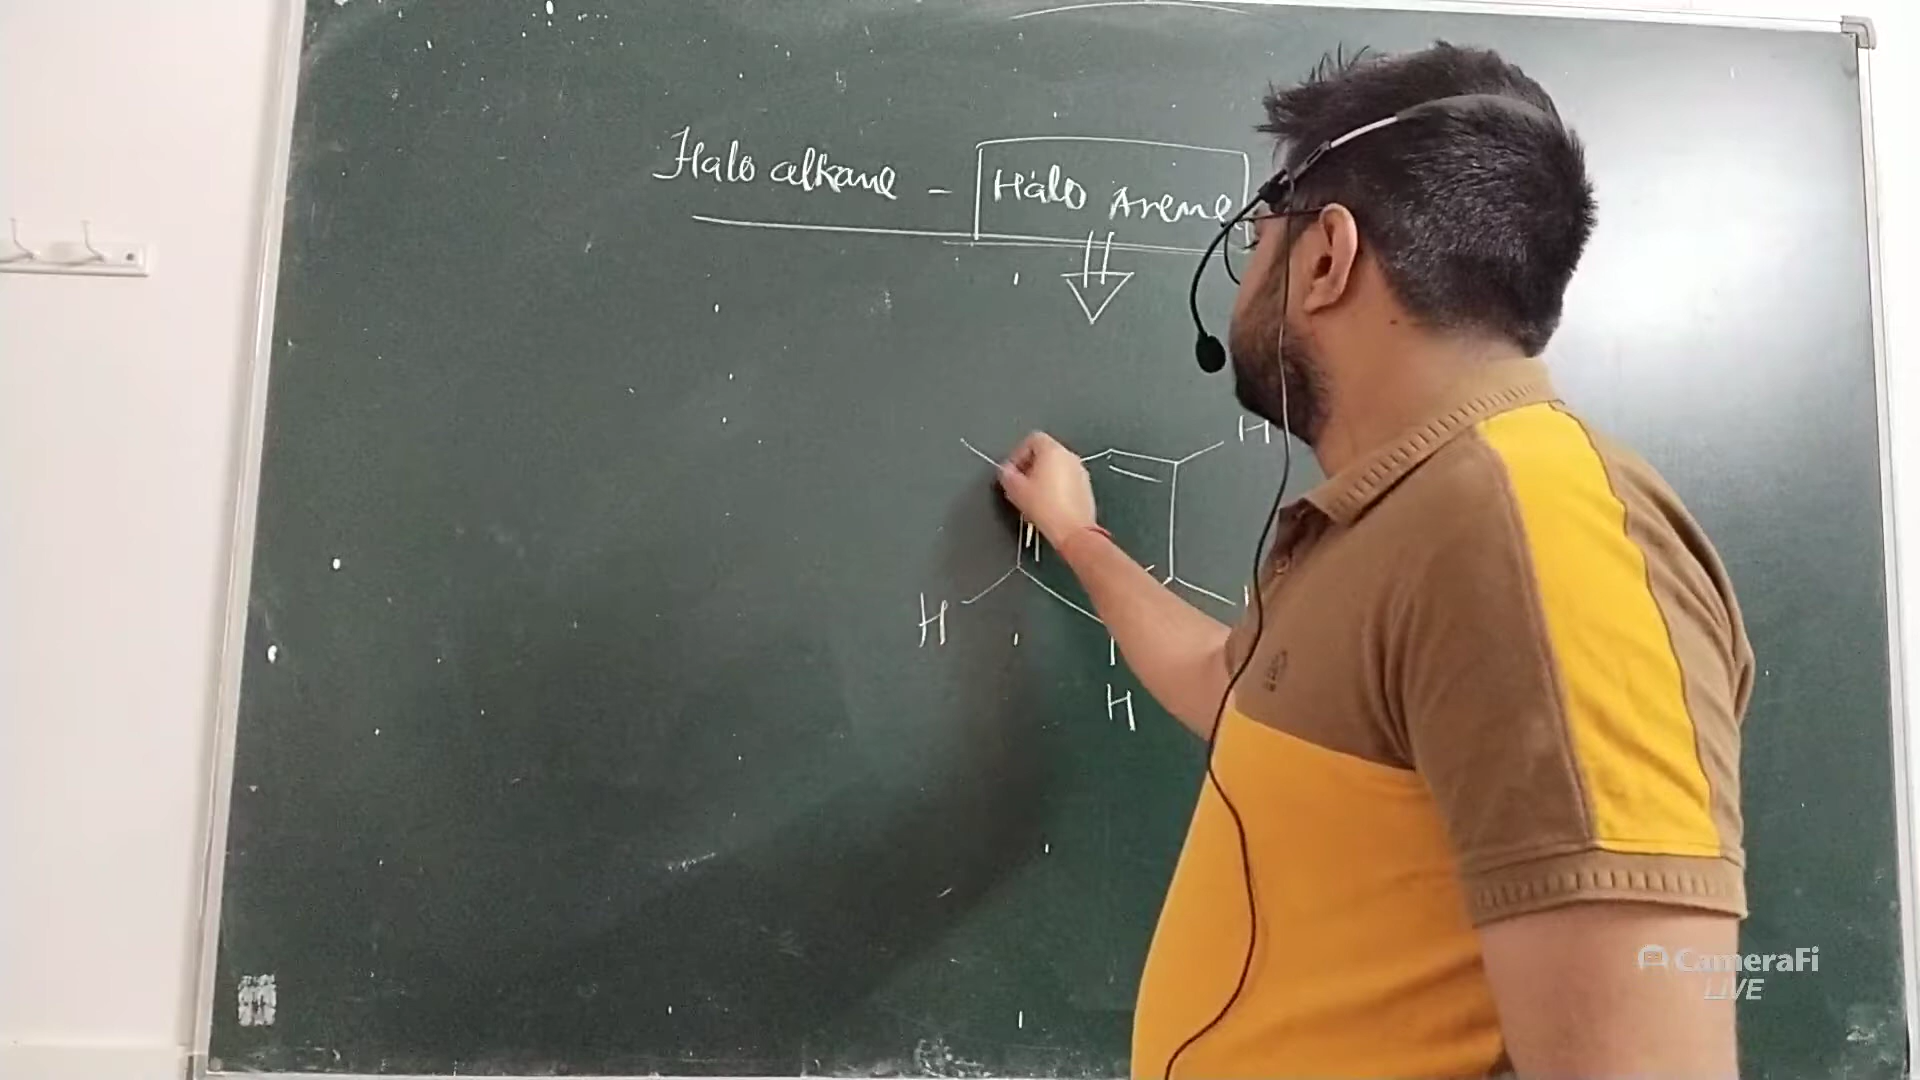 Halo alkane - Halo Arene
H
H
H
CameraFi
LIVE